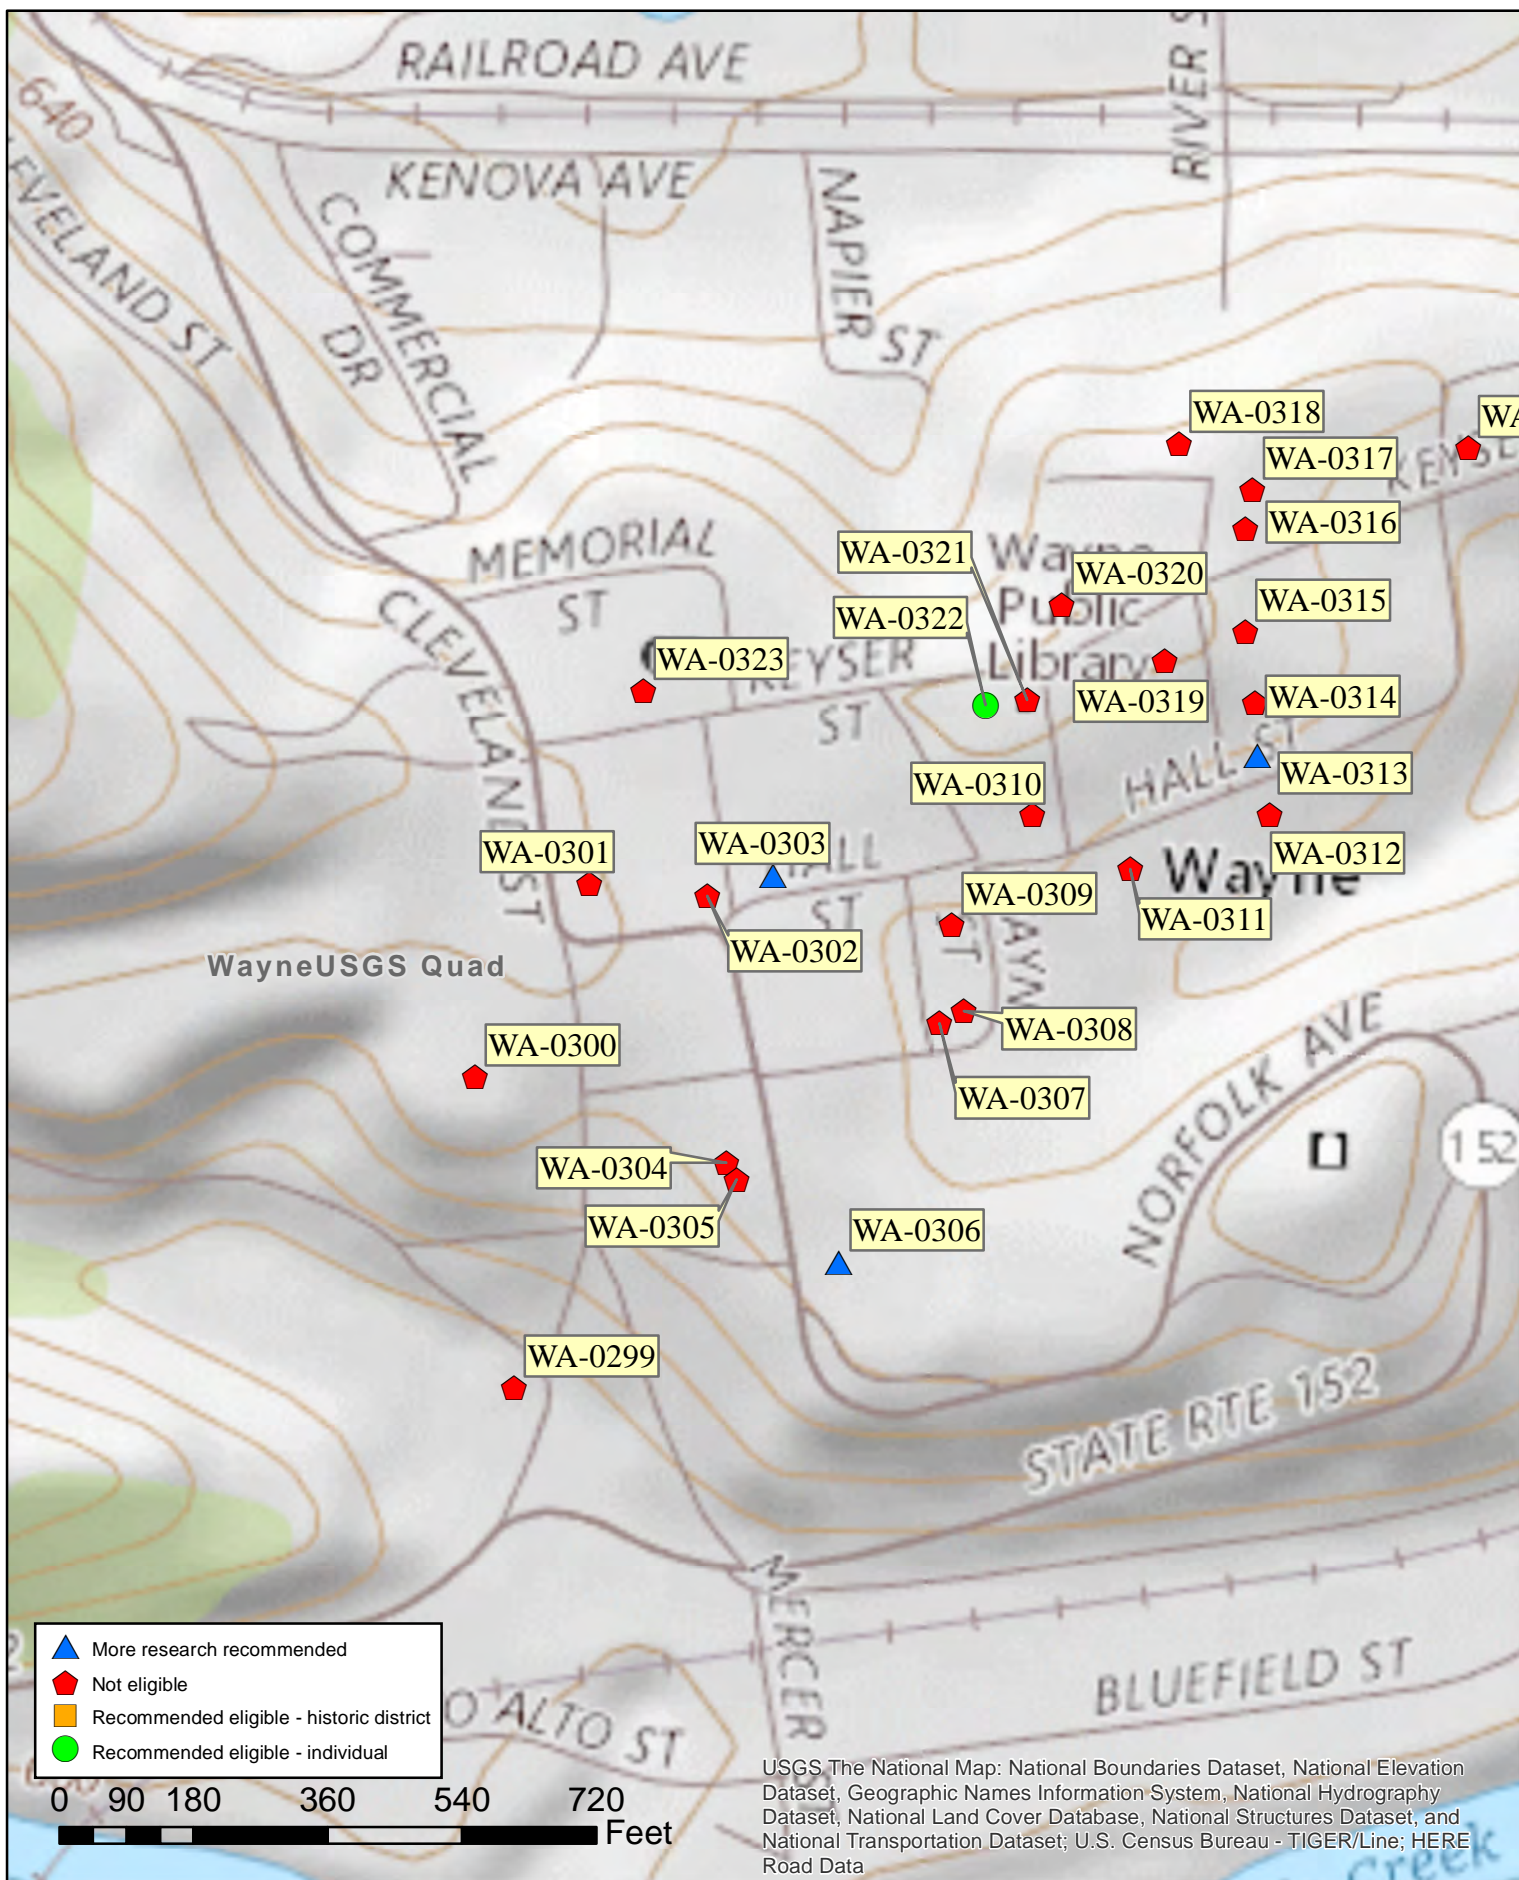 RAILROAD AVE
RIVER S
640
KENOVA AVE
COMMERCIAL
DR
NAPIER
ST
EVELAND ST
WA-0318
WA-0317
KEYSE
WA-0316
MEMORIAL
ST
WA-0321
Wayne
Public
Library
WA-0320
WA-0322
WA-0315
CLEVELAND ST
WA-0323
KEYSER
ST
WA-0319
WA-0314
HALL ST
WA-0313
WA-0310
WA-0301
WA-0303
HALL
ST
WA-0312
Wayne
WA-0309
WA-0311
WA-0302
WayneUSGS Quad
CT
WA-0308
WA-0300
WA-0307
NORFOLK AVE
152
WA-0304
WA-0305
WA-0306
WA-0299
STATE RTE 152
MERCER
ST
BLUEFIELD ST
O ALTO ST
More research recommended
Not eligible
Recommended eligible - historic district
Recommended eligible - individual
0 90 180 360 540 720
Feet
USGS The National Map: National Boundaries Dataset, National Elevation
Dataset, Geographic Names Information System, National Hydrography
Dataset, National Land Cover Database, National Structures Dataset, and
National Transportation Dataset; U.S. Census Bureau - TIGER/Line; HERE
Road Data
Creek